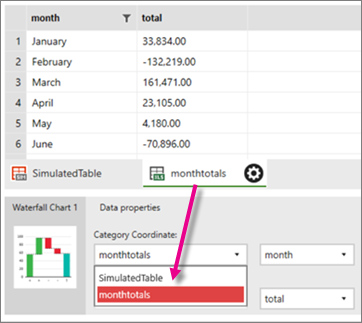 month total
1 January 33,834.00
2 February -132,219.00
3 March 161,471.00
4 April 23,105.00
5 May 4,180.00
6 June -70,896.00
SimulatedTable monthtotals
Waterfall Chart 1 Data properties
Category Coordinate:
monthtotals month
SimulatedTable
monthtotals total